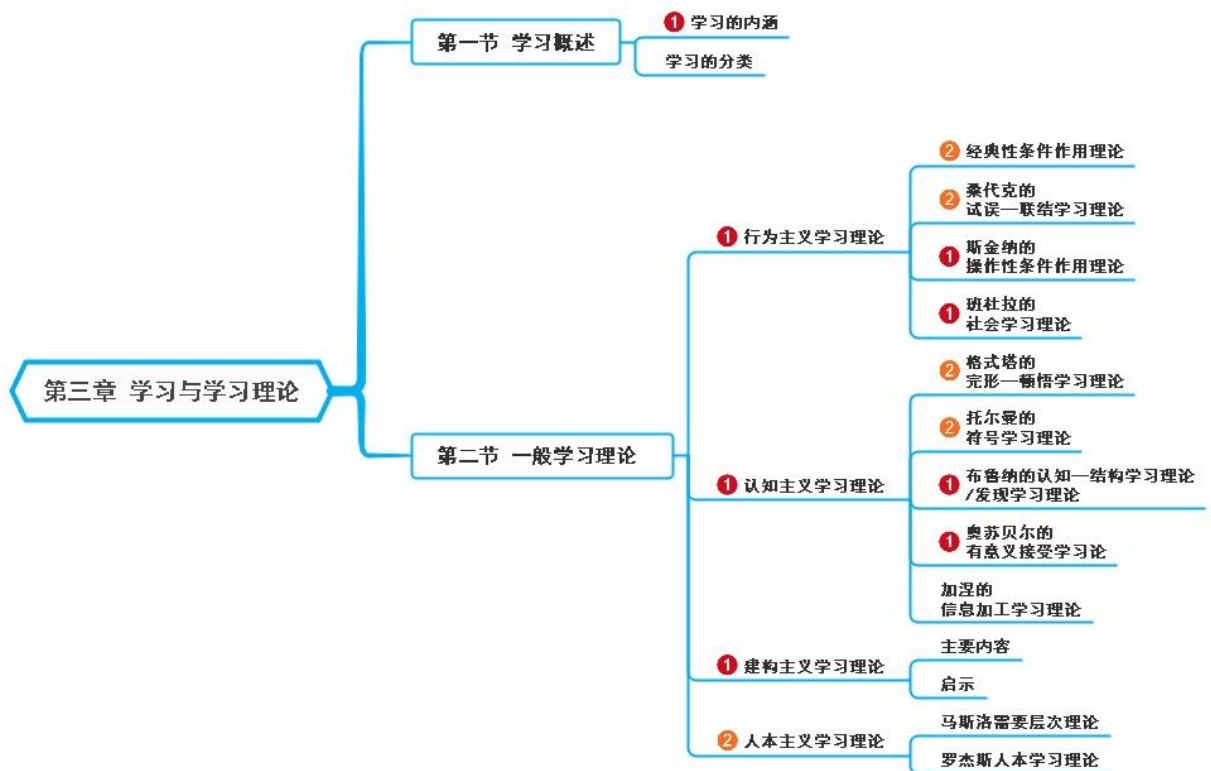 第三章 学习与学习理论
第一节 学习概述
1 学习的内涵
学习的分类
第二节 一般学习理论
1 行为主义学习理论
2 经典性条件作用理论
2 桑代克的
试误—联结学习理论
1 斯金纳的
操作性条件作用理论
1 班杜拉的
社会学习理论
1 认知主义学习理论
2 格式塔的
完形—顿悟学习理论
2 托尔曼的
符号学习理论
1 布鲁纳的认知—结构学习理论
/发现学习理论
1 奥苏贝尔的
有意义接受学习论
加涅的
信息加工学习理论
1 建构主义学习理论
主要内容
启示
2 人本主义学习理论
马斯洛需要层次理论
罗杰斯人本学习理论